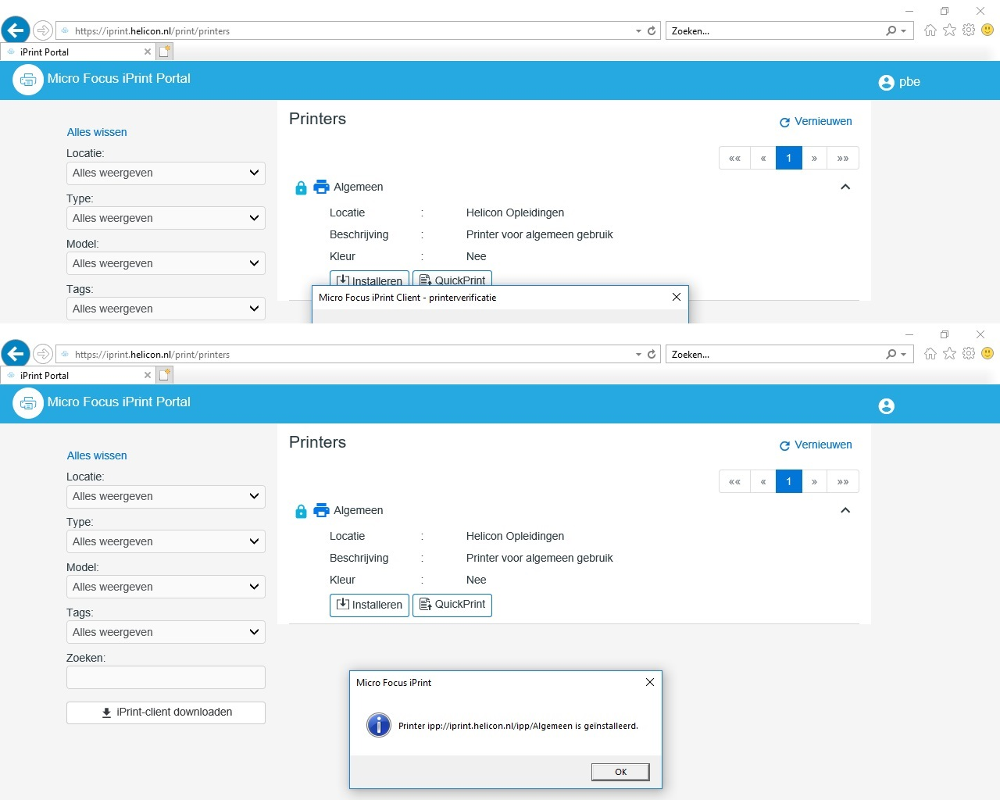 https://iprint.helicon.nl/print/printers
Zoeken...
iPrint Portal
Micro Focus iPrint Portal
pbe
Alles wissen
Locatie:
Alles weergeven
Type:
Alles weergeven
Model:
Alles weergeven
Tags:
Alles weergeven
Printers
Vernieuwen
«« « 1 » »»
Algemeen
Locatie : Helicon Opleidingen
Beschrijving : Printer voor algemeen gebruik
Kleur : Nee
Installeren QuickPrint
Micro Focus iPrint Client - printerverificatie
https://iprint.helicon.nl/print/printers
Zoeken...
iPrint Portal
Micro Focus iPrint Portal
Alles wissen
Locatie:
Alles weergeven
Type:
Alles weergeven
Model:
Alles weergeven
Tags:
Alles weergeven
Zoeken:
iPrint-client downloaden
Printers
Vernieuwen
«« « 1 » »»
Algemeen
Locatie : Helicon Opleidingen
Beschrijving : Printer voor algemeen gebruik
Kleur : Nee
Installeren QuickPrint
Micro Focus iPrint
Printer ipp://iprint.helicon.nl/ipp/Algemeen is geïnstalleerd.
OK